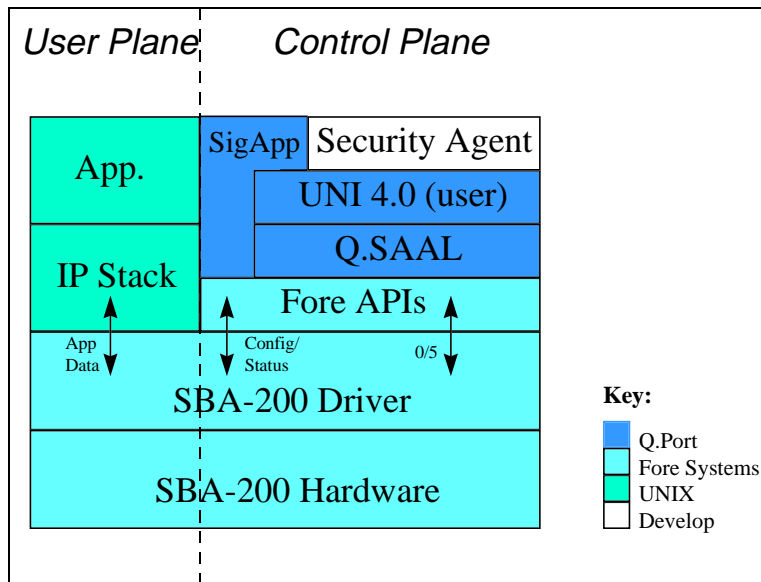 User Plane
Control Plane
App.
SigApp
Security Agent
UNI 4.0 (user)
Q.SAAL
IP Stack
Fore APIs
App
Data
Config/
Status
0/5
SBA-200 Driver
SBA-200 Hardware
Key:
Q.Port
Fore Systems
UNIX
Develop